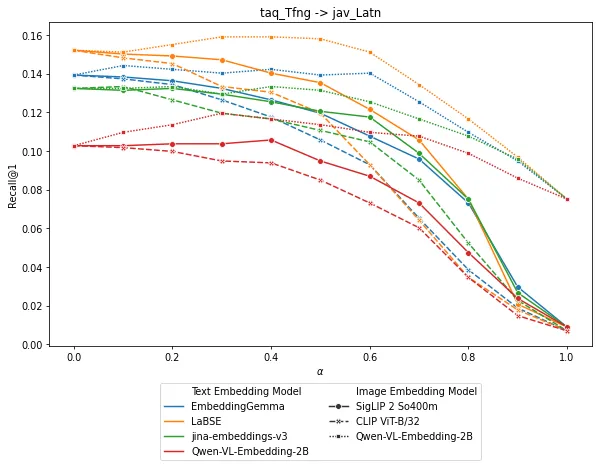 taq_Tfng -> jav_Latn
Recall@1
0.16
0.14
0.12
0.10
0.08
0.06
0.04
0.02
0.00
0.0
0.2
0.4
0.6
0.8
1.0
α
Text Embedding Model
EmbeddingGemma
LaBSE
jina-embeddings-v3
Qwen-VL-Embedding-2B
Image Embedding Model
SigLIP 2 So400m
CLIP ViT-B/32
Qwen-VL-Embedding-2B